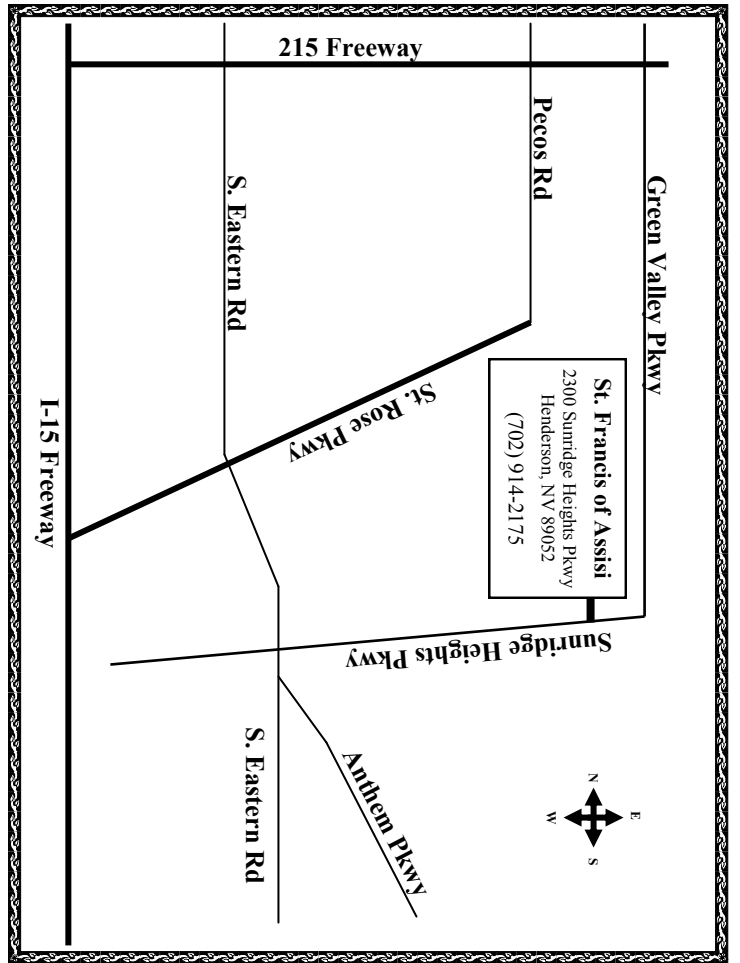 215 Freeway
Pecos Rd
Green Valley Pkwy
S. Eastern Rd
St. Rose Pkwy
I-15 Freeway
St. Francis of Assisi
2300 Sunridge Heights Pkwy
Henderson, NV 89052
(702) 914-2175
Sunridge Heights Pkwy
S. Eastern Rd
Anthem Pkwy
N
E
W
S